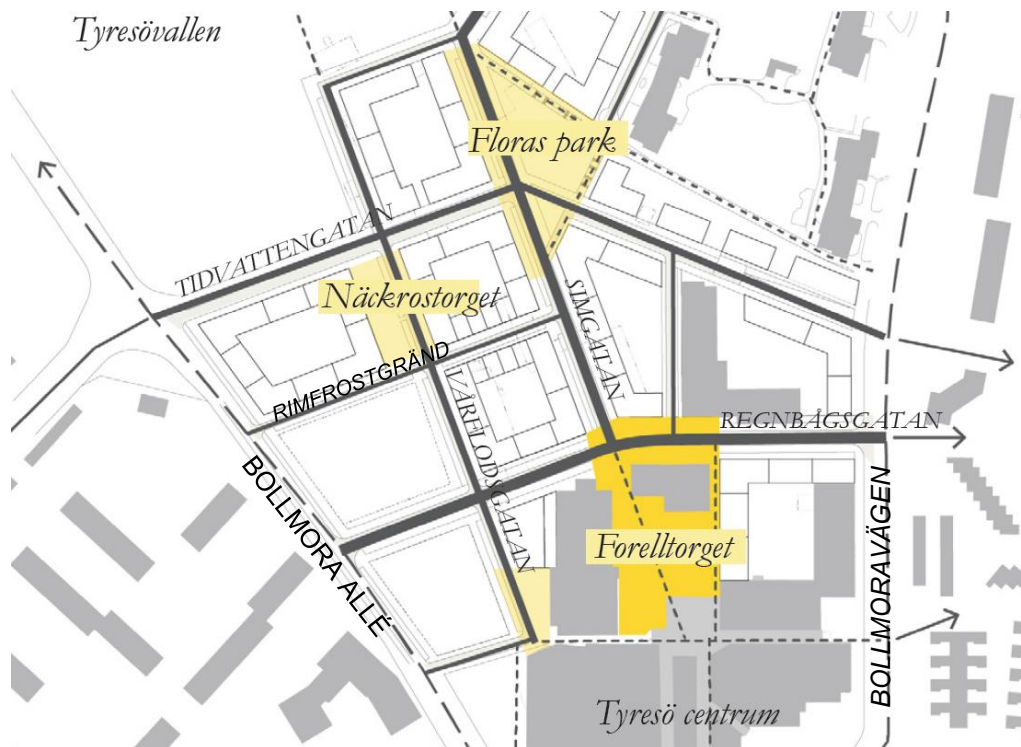 Tyresövallen
Floras park
TIDVATTENGATAN
Näckrostorget
SIMGATAN
RIMFROSTGRÄND
VÅRFLODSGATAN
REGNBÅGSGATAN
BOLLMORA ALLÉ
Forelltorget
BOLLMORAVÄGEN
Tyresö centrum